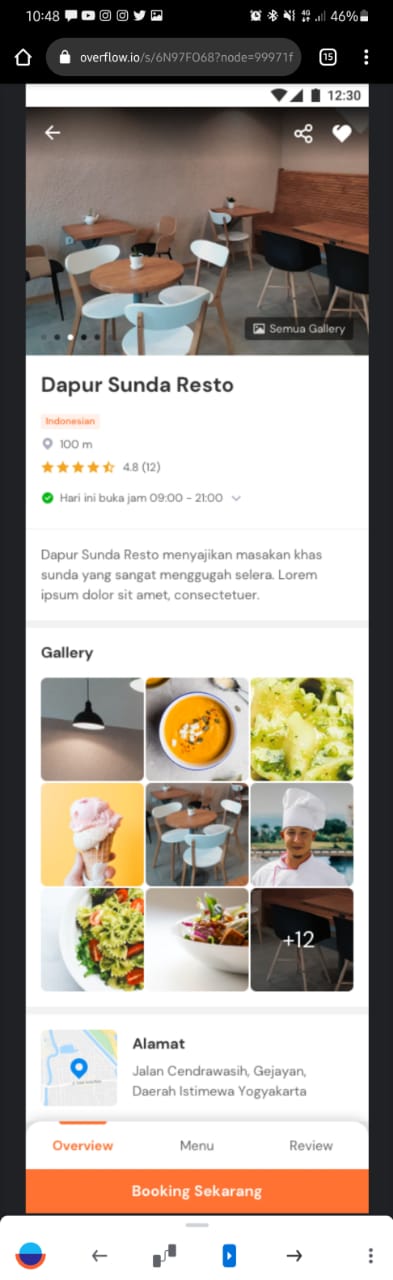 10:48
4G
46%
overflow.io/s/6N97FO68?node=99971f
15
12:30
Semua Gallery
Dapur Sunda Resto
Indonesian
100 m
4.8 (12)
Hari ini buka jam 09:00 - 21:00
Dapur Sunda Resto menyajikan masakan khas
sunda yang sangat menggugah selera. Lorem
ipsum dolor sit amet, consectetuer.
Gallery
+12
Alamat
Jalan Cendrawasih, Gejayan,
Daerah Istimewa Yogyakarta
Overview
Menu
Review
Booking Sekarang